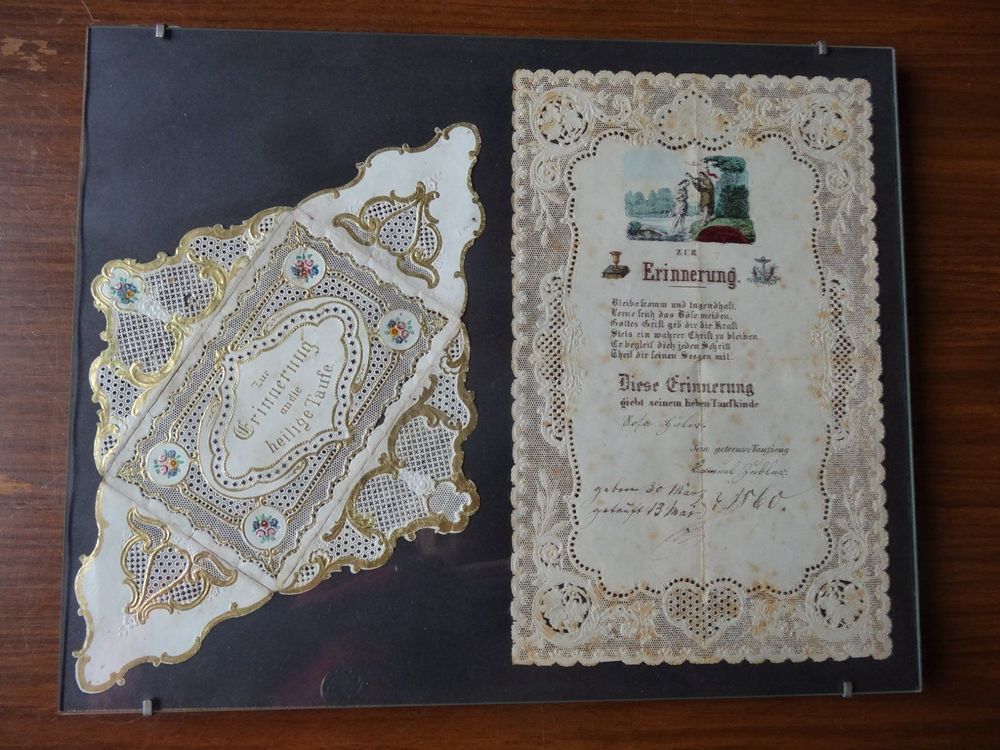 Zur
Erinnerung
an die
heilige Taufe.
ZUR
Erinnerung.
Bleibe fromm und tugendhaft.
Lerne früh das Böse meiden,
Gottes Geist geb dir die Kraft
Stets ein wahrer Christ zu bleiben
Er begleit dich jeden Schritt
Theil dir seinen Seegen mit.
Diese Erinnerung
giebt seinem lieben Taufkinde
Rosa
Dein getreuer Taufzeug
Samuel
geboren 30 März
getauft 13 Mai 1860.